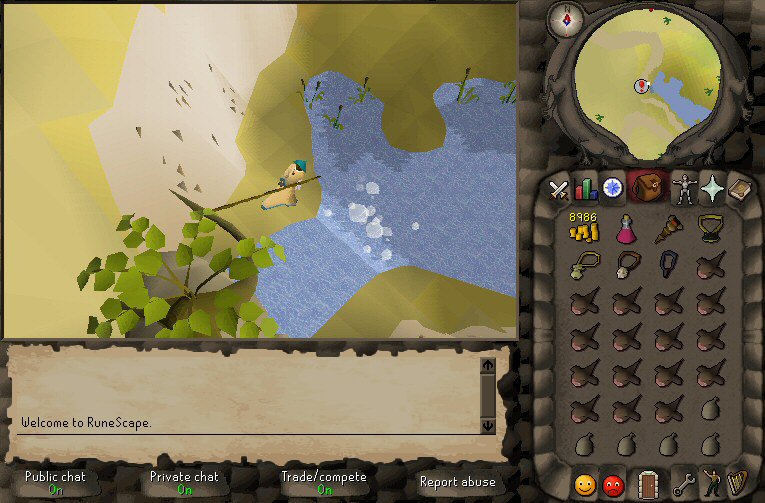 N
8986
Welcome to RuneScape.
Public chat
On
Private chat
On
Trade/compete
On
Report abuse